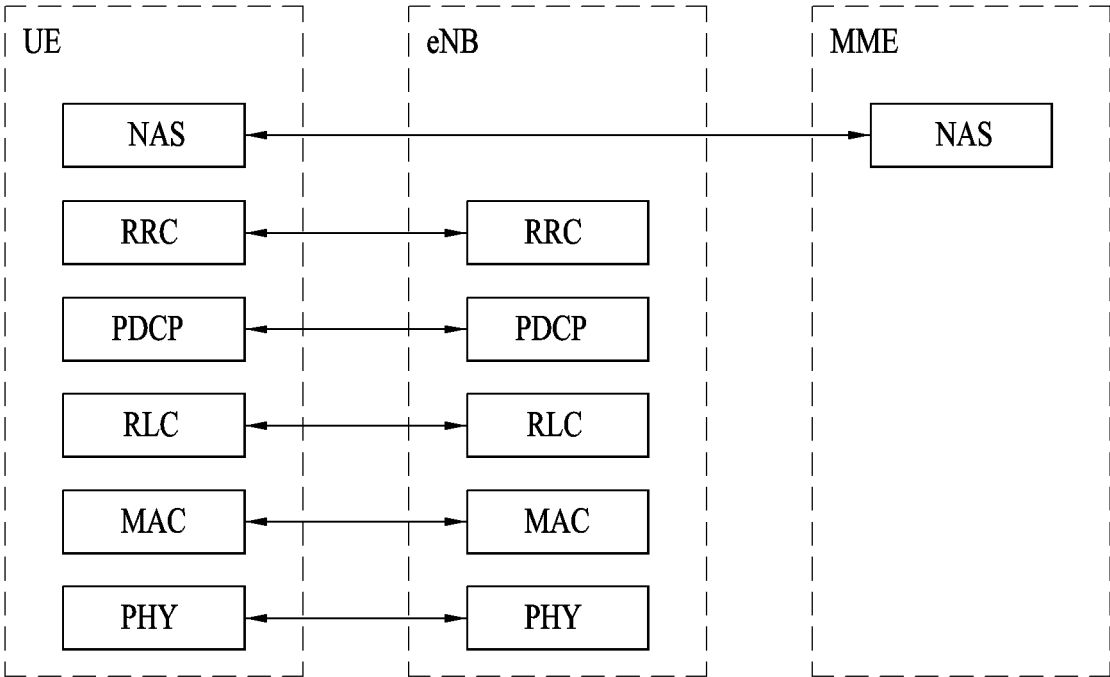 UE eNB MME
NAS NAS
RRC RRC
PDCP PDCP
RLC RLC
MAC MAC
PHY PHY